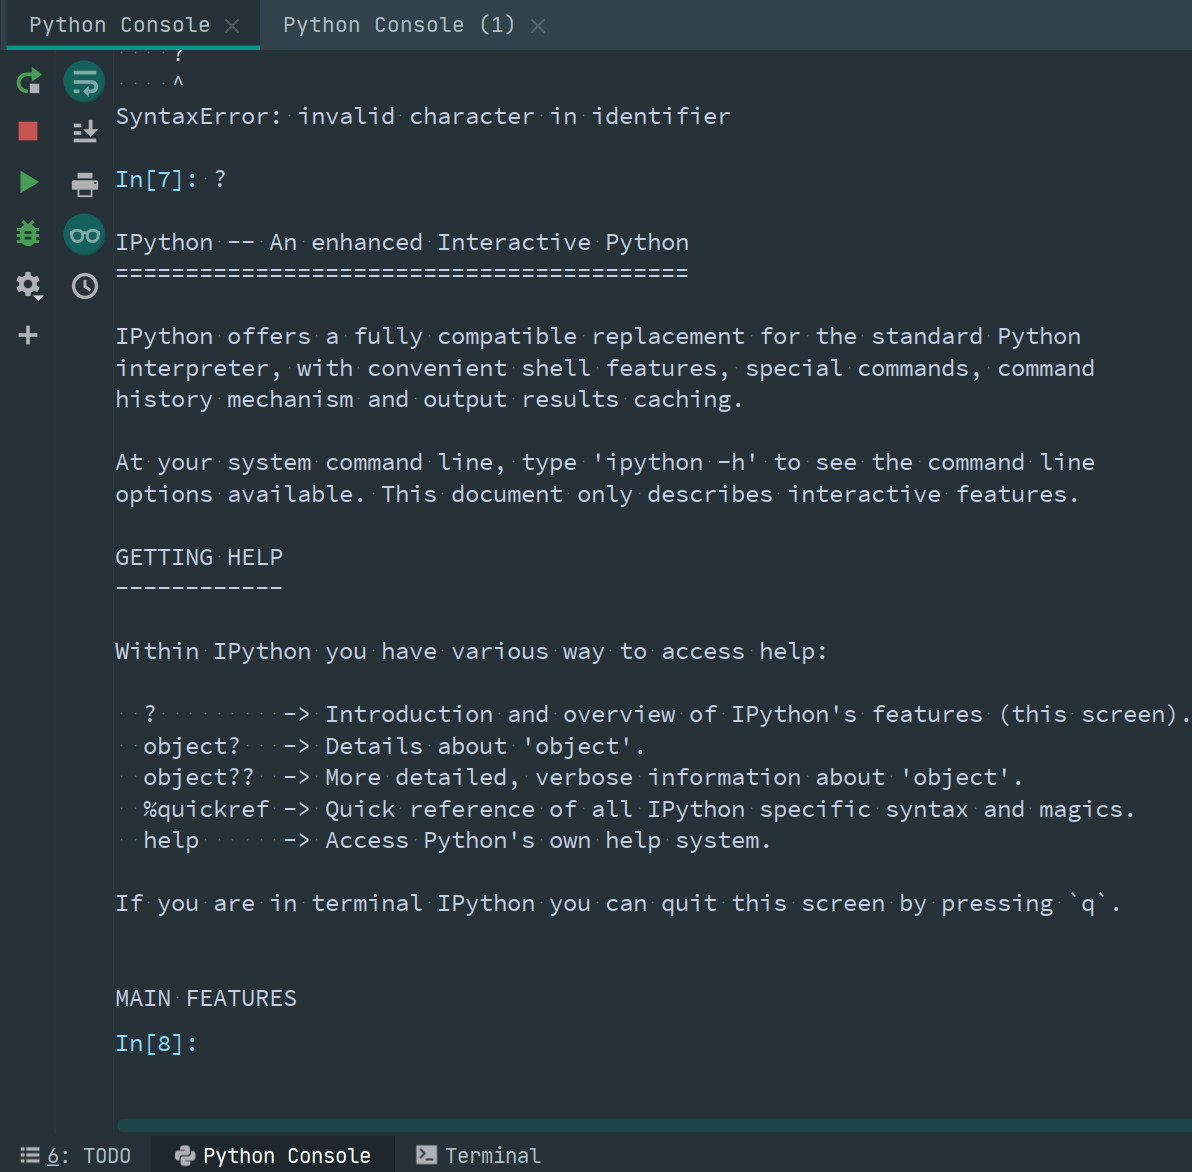 Python Console
Python Console (1)
?
^
SyntaxError: invalid character in identifier
In[7]: ?
IPython -- An enhanced Interactive Python
=========================================
IPython offers a fully compatible replacement for the standard Python
interpreter, with convenient shell features, special commands, command
history mechanism and output results caching.
At your system command line, type 'ipython -h' to see the command line
options available. This document only describes interactive features.
GETTING HELP
------------
Within IPython you have various way to access help:
? -> Introduction and overview of IPython's features (this screen).
object? -> Details about 'object'.
object?? -> More detailed, verbose information about 'object'.
%quickref -> Quick reference of all IPython specific syntax and magics.
help -> Access Python's own help system.
If you are in terminal IPython you can quit this screen by pressing `q`.
MAIN FEATURES
In[8]:
6: TODO
Python Console
Terminal